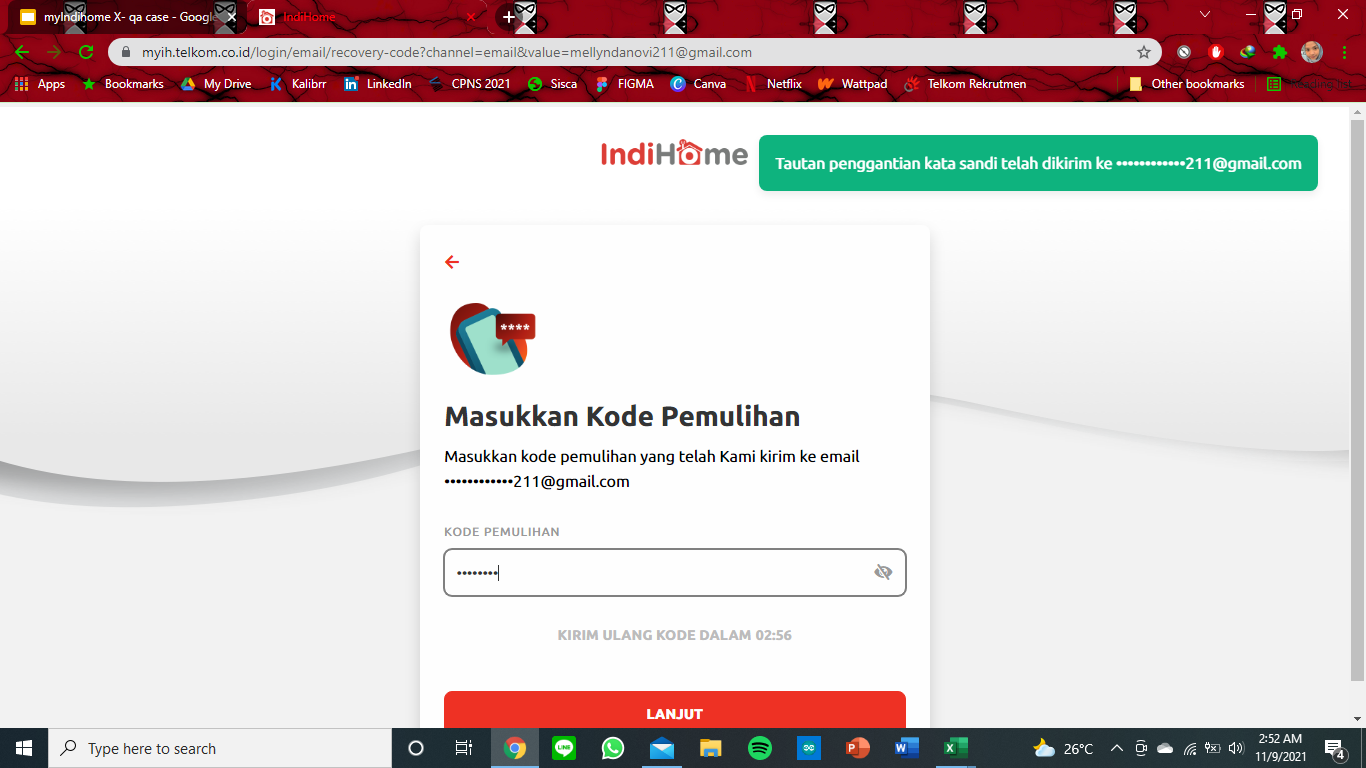 myIndihome X- qa case - Google
IndiHome
myih.telkom.co.id/login/email/recovery-code?channel=email&value=mellyndanovi211@gmail.com
Apps
Bookmarks
My Drive
Kalibrr
LinkedIn
CPNS 2021
Sisca
FIGMA
Canva
Netflix
Wattpad
Telkom Rekrutmen
Other bookmarks
Reading list
IndiHome
Tautan penggantian kata sandi telah dikirim ke ••••••••••••211@gmail.com
****
Masukkan Kode Pemulihan
Masukkan kode pemulihan yang telah Kami kirim ke email
••••••••••••211@gmail.com
KODE PEMULIHAN
••••••••
KIRIM ULANG KODE DALAM 02:56
LANJUT
Type here to search
26°C
2:52 AM
11/9/2021
4